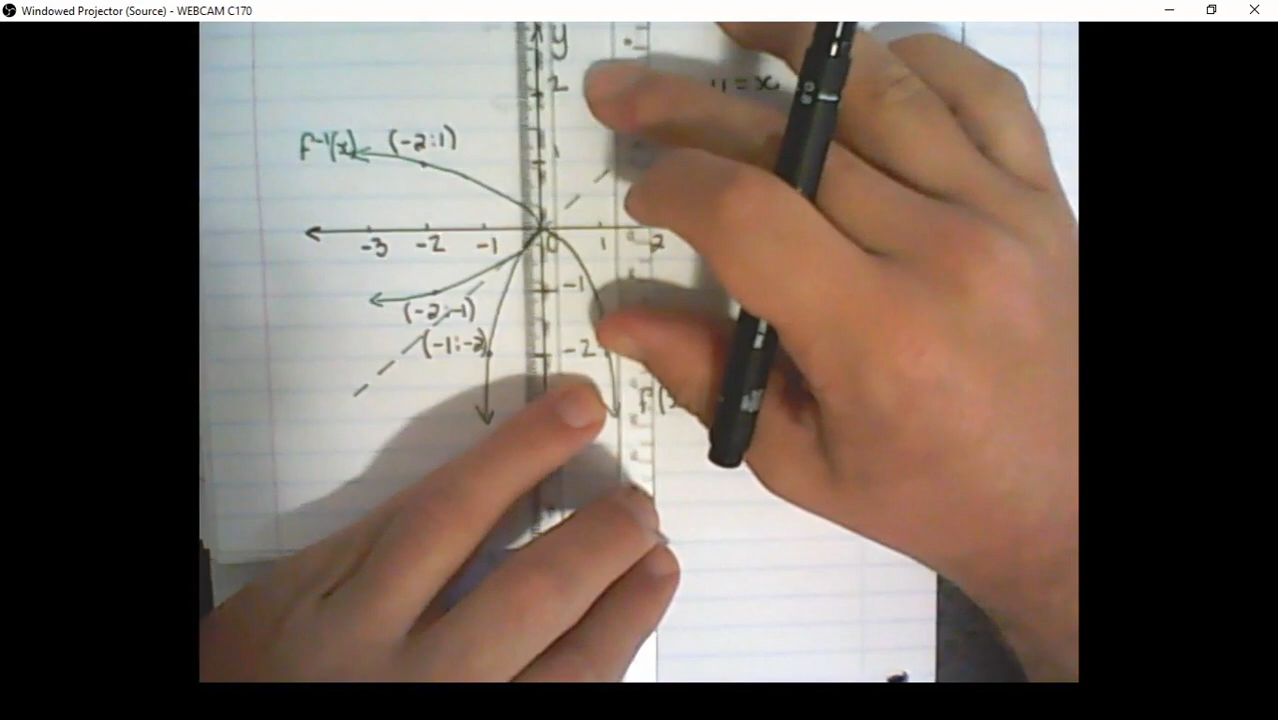 Windowed Projector (Source) - WEBCAM C170
y
2
y = x
f⁻¹(x) (-2;1)
1
-3 -2 -1 0 1 2
-1
(-2;-1)
(-1;-2) -2